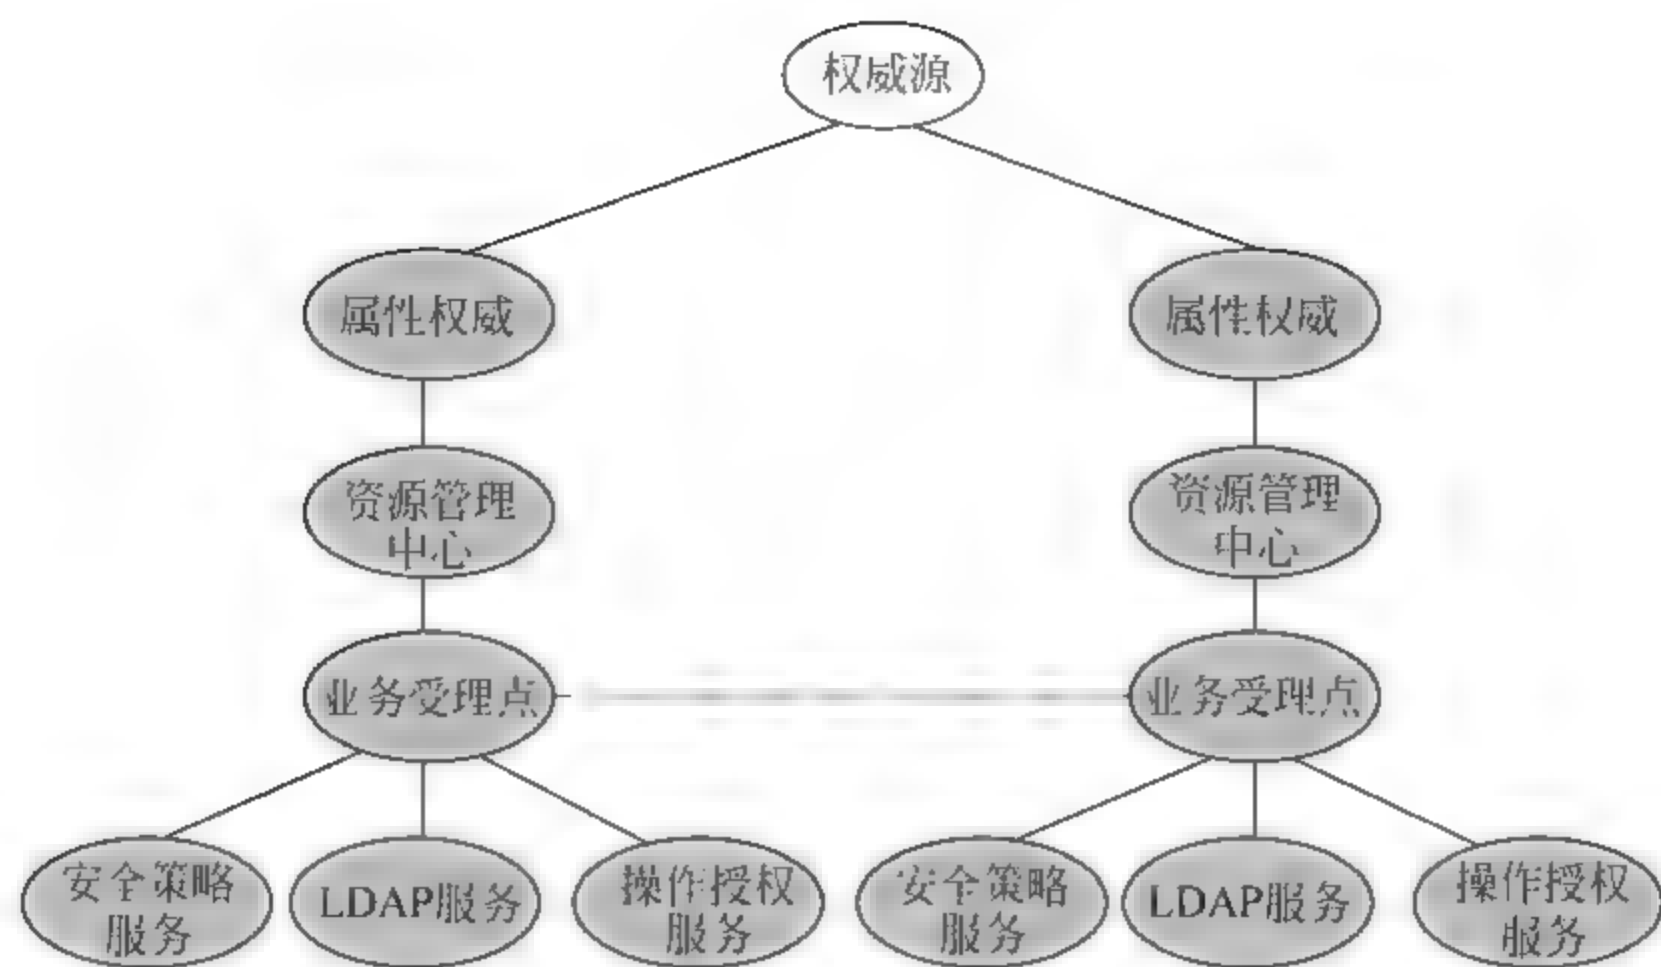 权威源
属性权威
属性权威
资源管理
中心
资源管理
中心
业务受理点
业务受理点
安全策略
服务
LDAP服务
操作授权
服务
安全策略
服务
LDAP服务
操作授权
服务